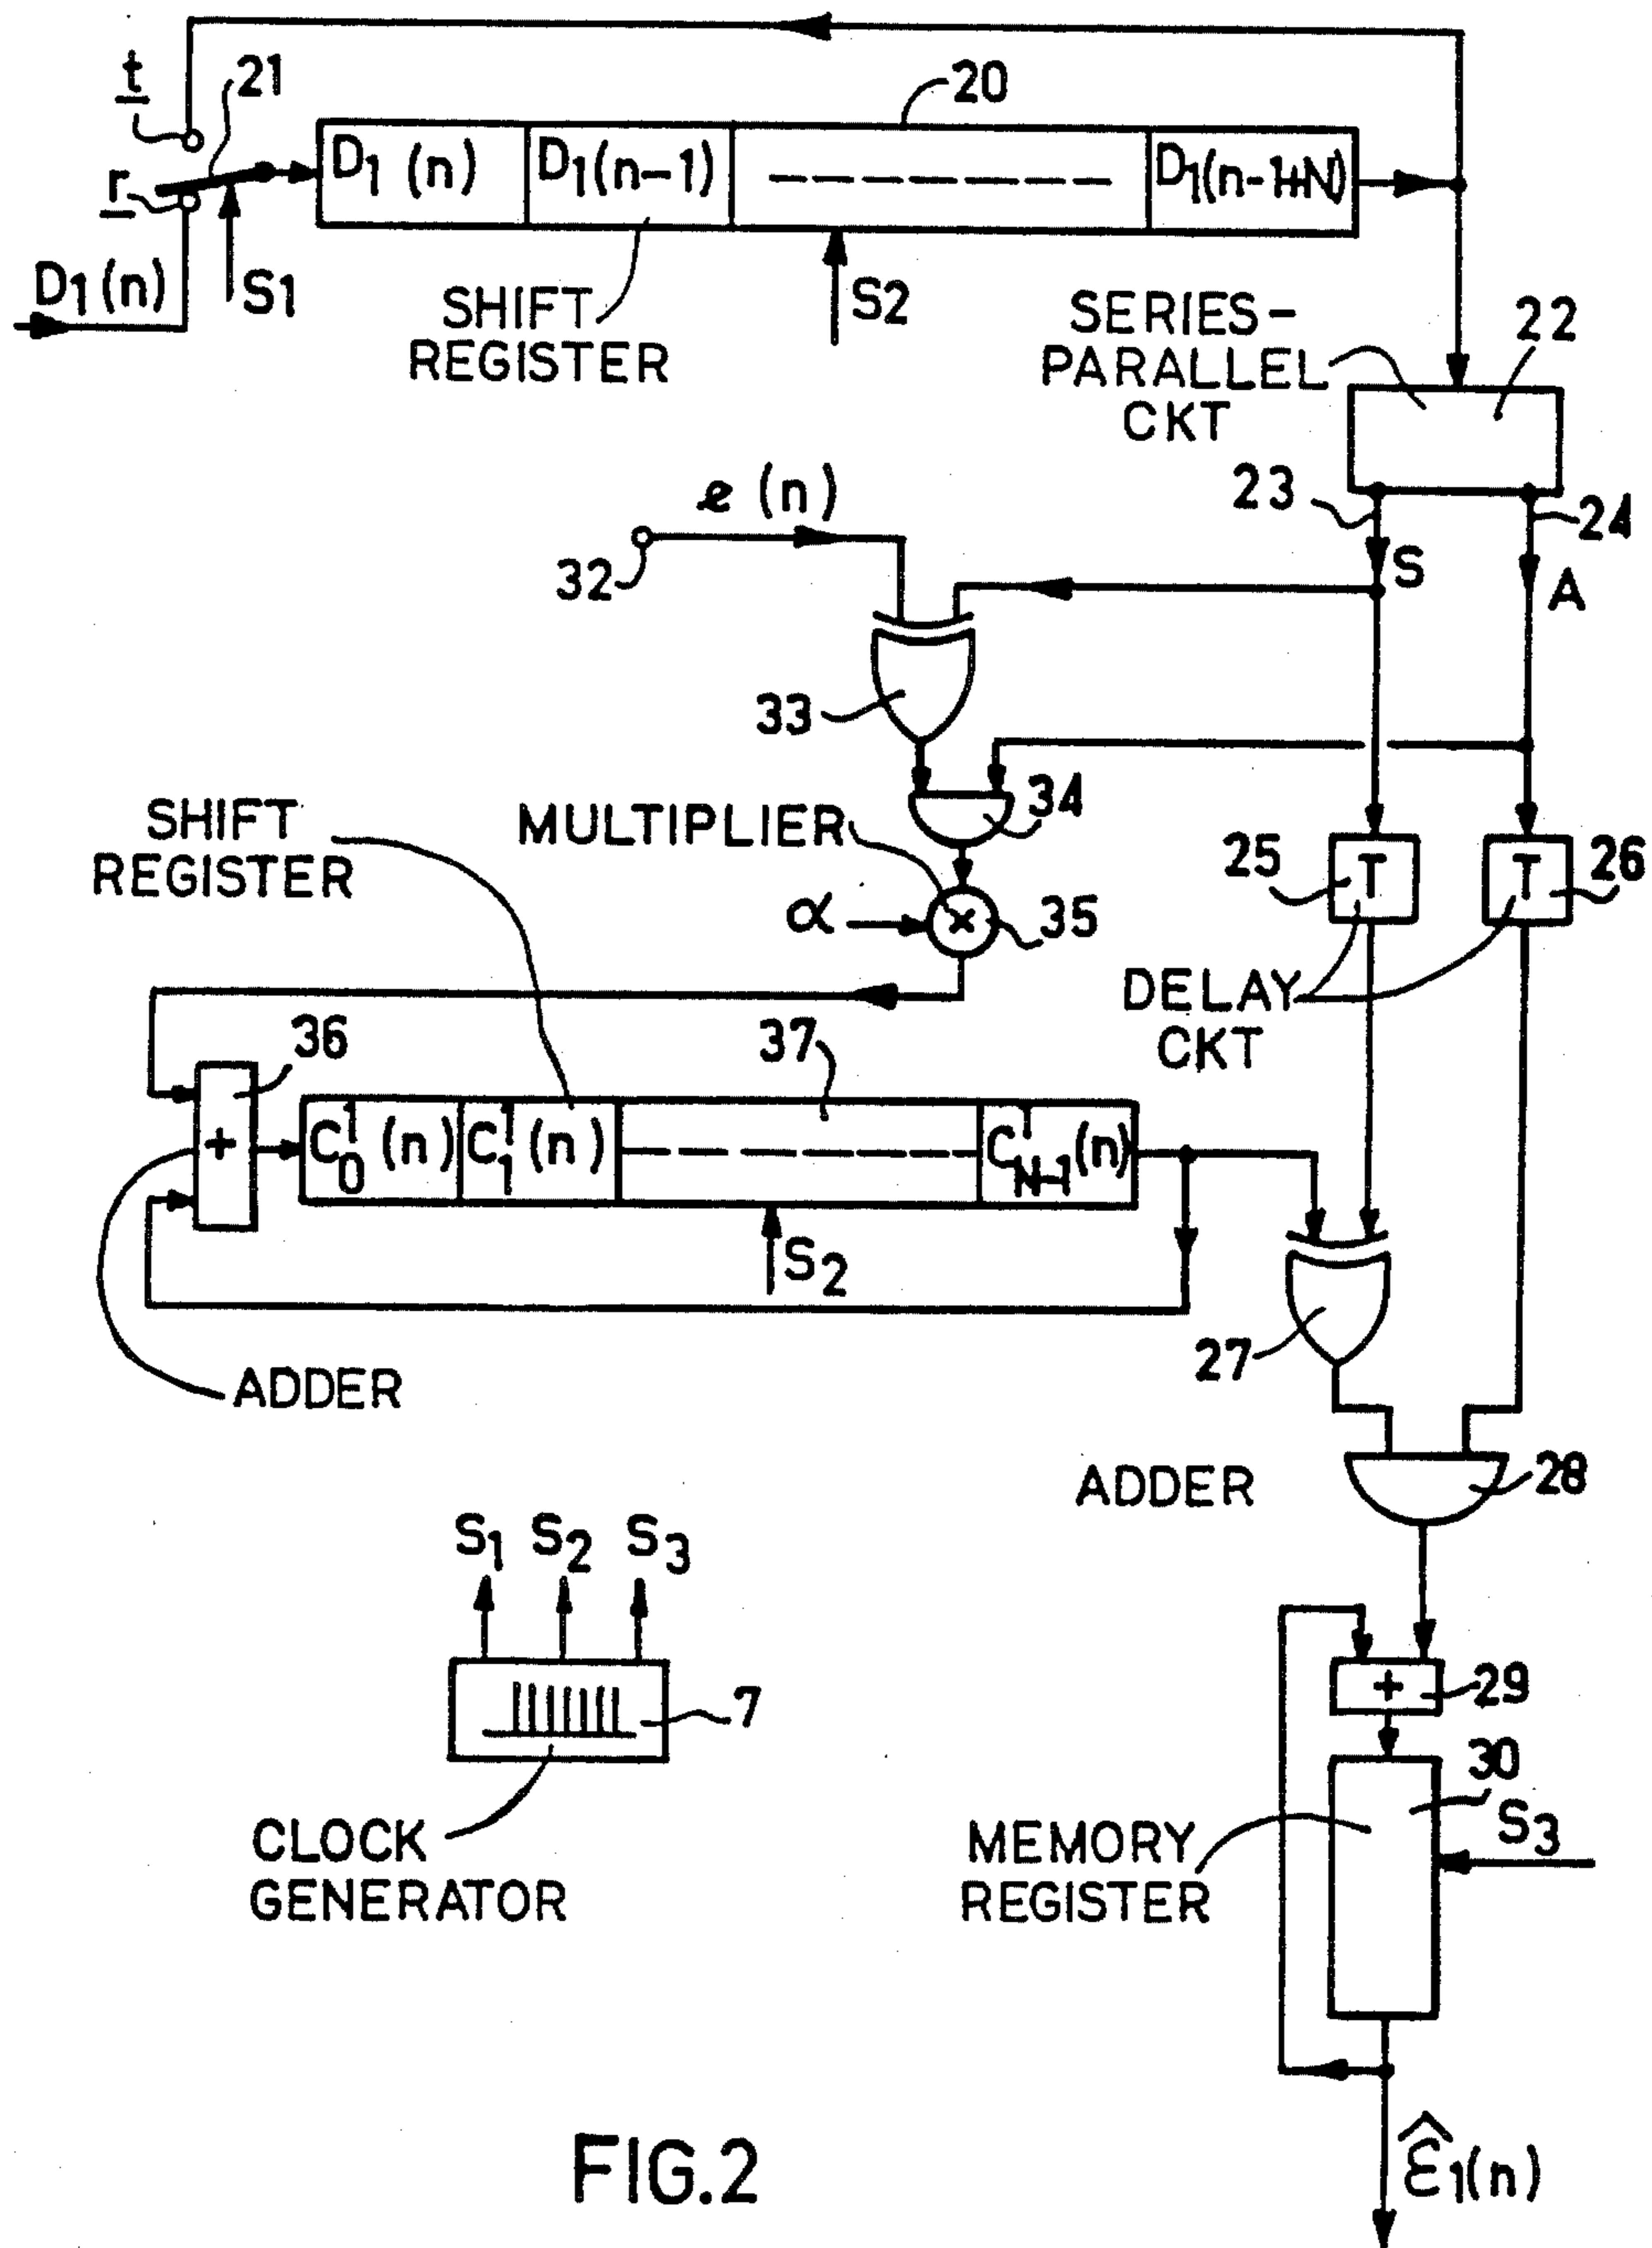 t
21
20
D1 (n) D1(n-1) D1(n-1+N)
r
D1(n)
S1
SHIFT
REGISTER
S2
SERIES-
PARALLEL
CKT
22
e (n)
32
23
24
S
A
33
34
SHIFT
REGISTER
MULTIPLIER
α
×
35
25
T
T
26
DELAY
CKT
36
37
+
C¹0 (n) C¹1 (n) C¹N-1(n)
S2
27
ADDER
ADDER
28
S1 S2 S3
7
+
29
30
S3
CLOCK
GENERATOR
MEMORY
REGISTER
ε̂1(n)
FIG.2